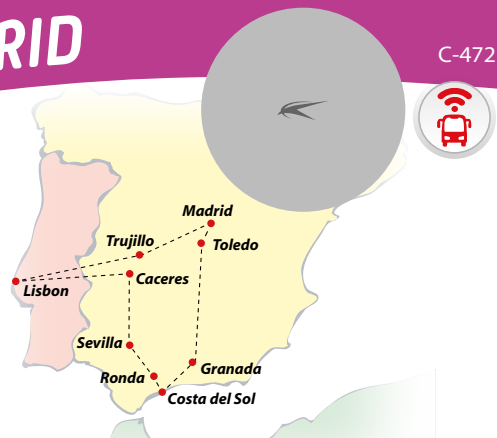 RID
C-472
Madrid
Trujillo
Toledo
Lisbon
Caceres
Sevilla
Ronda
Granada
Costa del Sol